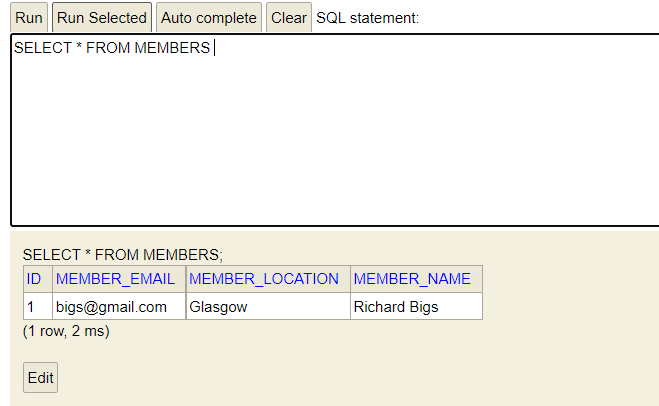 Run Run Selected Auto complete Clear SQL statement:
SELECT * FROM MEMBERS
SELECT * FROM MEMBERS;
ID MEMBER_EMAIL MEMBER_LOCATION MEMBER_NAME
1 bigs@gmail.com Glasgow Richard Bigs
(1 row, 2 ms)
Edit